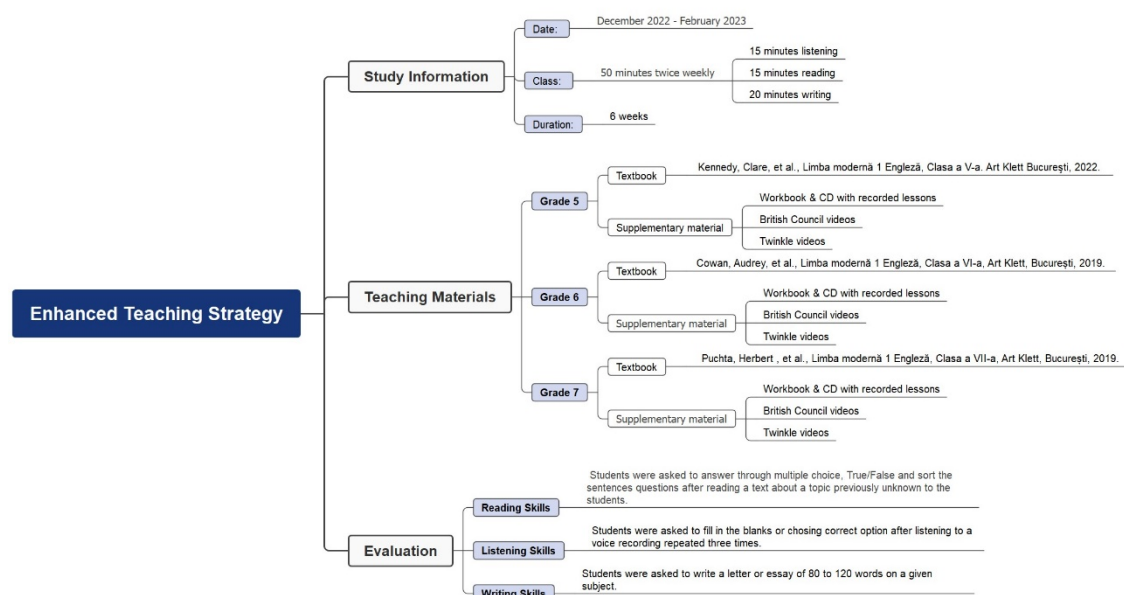 Enhanced Teaching Strategy
Study Information
Date:
December 2022 - February 2023
Class:
50 minutes twice weekly
15 minutes listening
15 minutes reading
20 minutes writing
Duration:
6 weeks
Teaching Materials
Grade 5
Textbook
Kennedy, Clare, et al., Limba modernă 1 Engleză, Clasa a V-a. Art Klett Bucureşti, 2022.
Supplementary material
Workbook & CD with recorded lessons
British Council videos
Twinkle videos
Grade 6
Textbook
Cowan, Audrey, et al., Limba modernă 1 Engleză, Clasa a VI-a, Art Klett, București, 2019.
Supplementary material
Workbook & CD with recorded lessons
British Council videos
Twinkle videos
Grade 7
Textbook
Puchta, Herbert , et al., Limba modernă 1 Engleză, Clasa a VII-a, Art Klett, București, 2019.
Supplementary material
Workbook & CD with recorded lessons
British Council videos
Twinkle videos
Evaluation
Reading Skills
Students were asked to answer through multiple choice, True/False and sort the
sentences questions after reading a text about a topic previously unknown to the
students.
Listening Skills
Students were asked to fill in the blanks or chosing correct option after listening to a
voice recording repeated three times.
Writing Skills
Students were asked to write a letter or essay of 80 to 120 words on a given
subject.